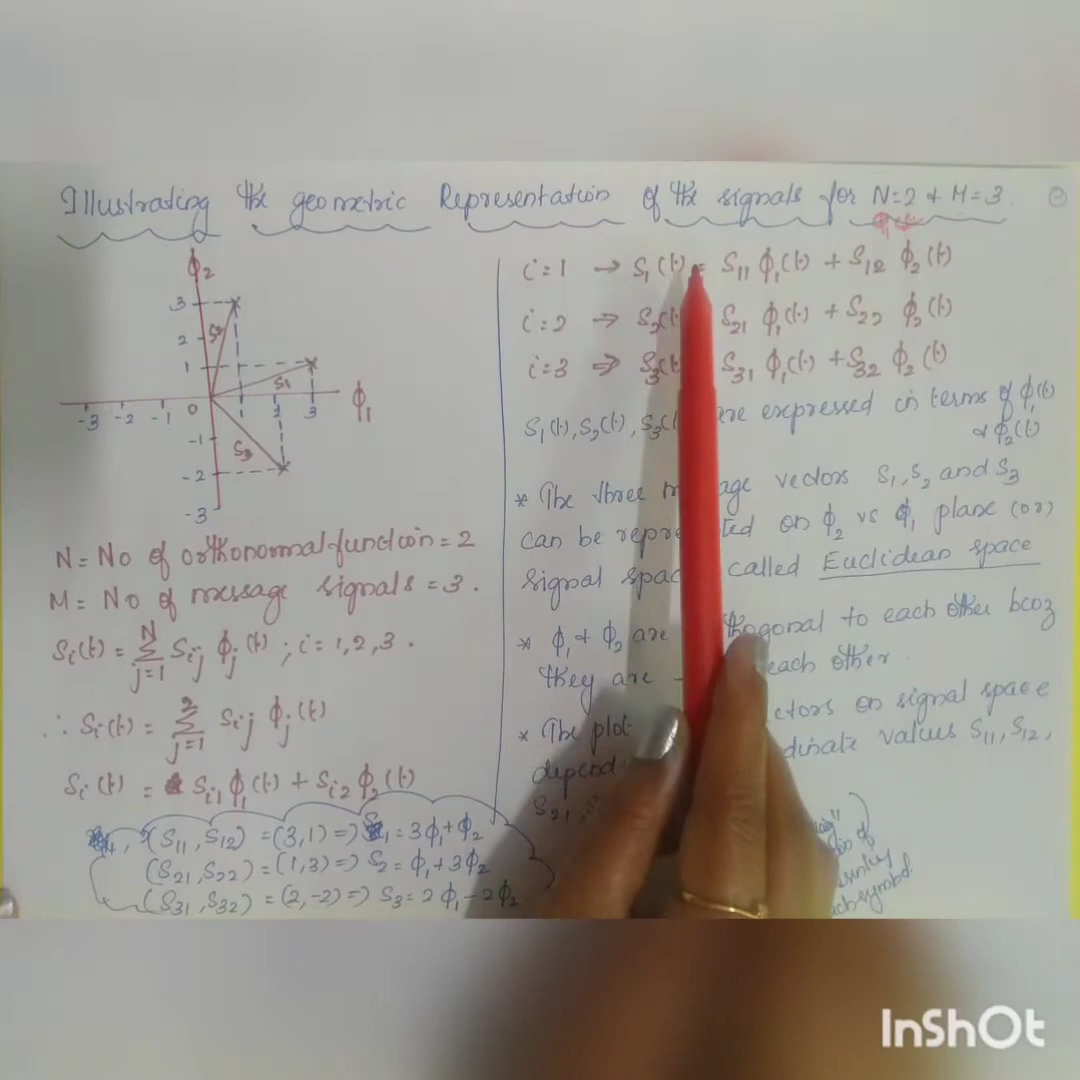 Illustrating the geometric Representation of the signals for N=2 & M=3.
ϕ2
3
2
1
S2
S1
-3 -2 -1 0 1 2 3 ϕ1
-1
S3
-2
-3
N = No of orthonormal function = 2
M = No of message signals = 3.
Si(t) = N Σ j=1 Sij ϕj(t) ; i = 1, 2, 3.
∴ Si(t) = 2 Σ j=1 Sij ϕj(t)
Si(t) = Si1 ϕ1(t) + Si2 ϕ2(t)
(S11, S12) = (3, 1) => S1 = 3ϕ1 + ϕ2
(S21, S22) = (1, 3) => S2 = ϕ1 + 3ϕ2
(S31, S32) = (2, -2) => S3 = 2ϕ1 - 2ϕ2
i=1 → S1(t) = S11 ϕ1(t) + S12 ϕ2(t)
i=2 → S2(t) S21 ϕ1(t) + S22 ϕ2(t)
i=3 => S3(t) S31 ϕ1(t) + S32 ϕ2(t)
S1(t), S2(t), S3( are expressed in terms of ϕ1(t)
& ϕ2(t)
* The three vectors S1, S2 and S3
can be on ϕ2 vs ϕ1 plane (or)
signal called Euclidean space
* ϕ1 & ϕ2 are to each other bcoz
they are each other.
* The plot on signal space
values S11, S12,
S21,
InShOt